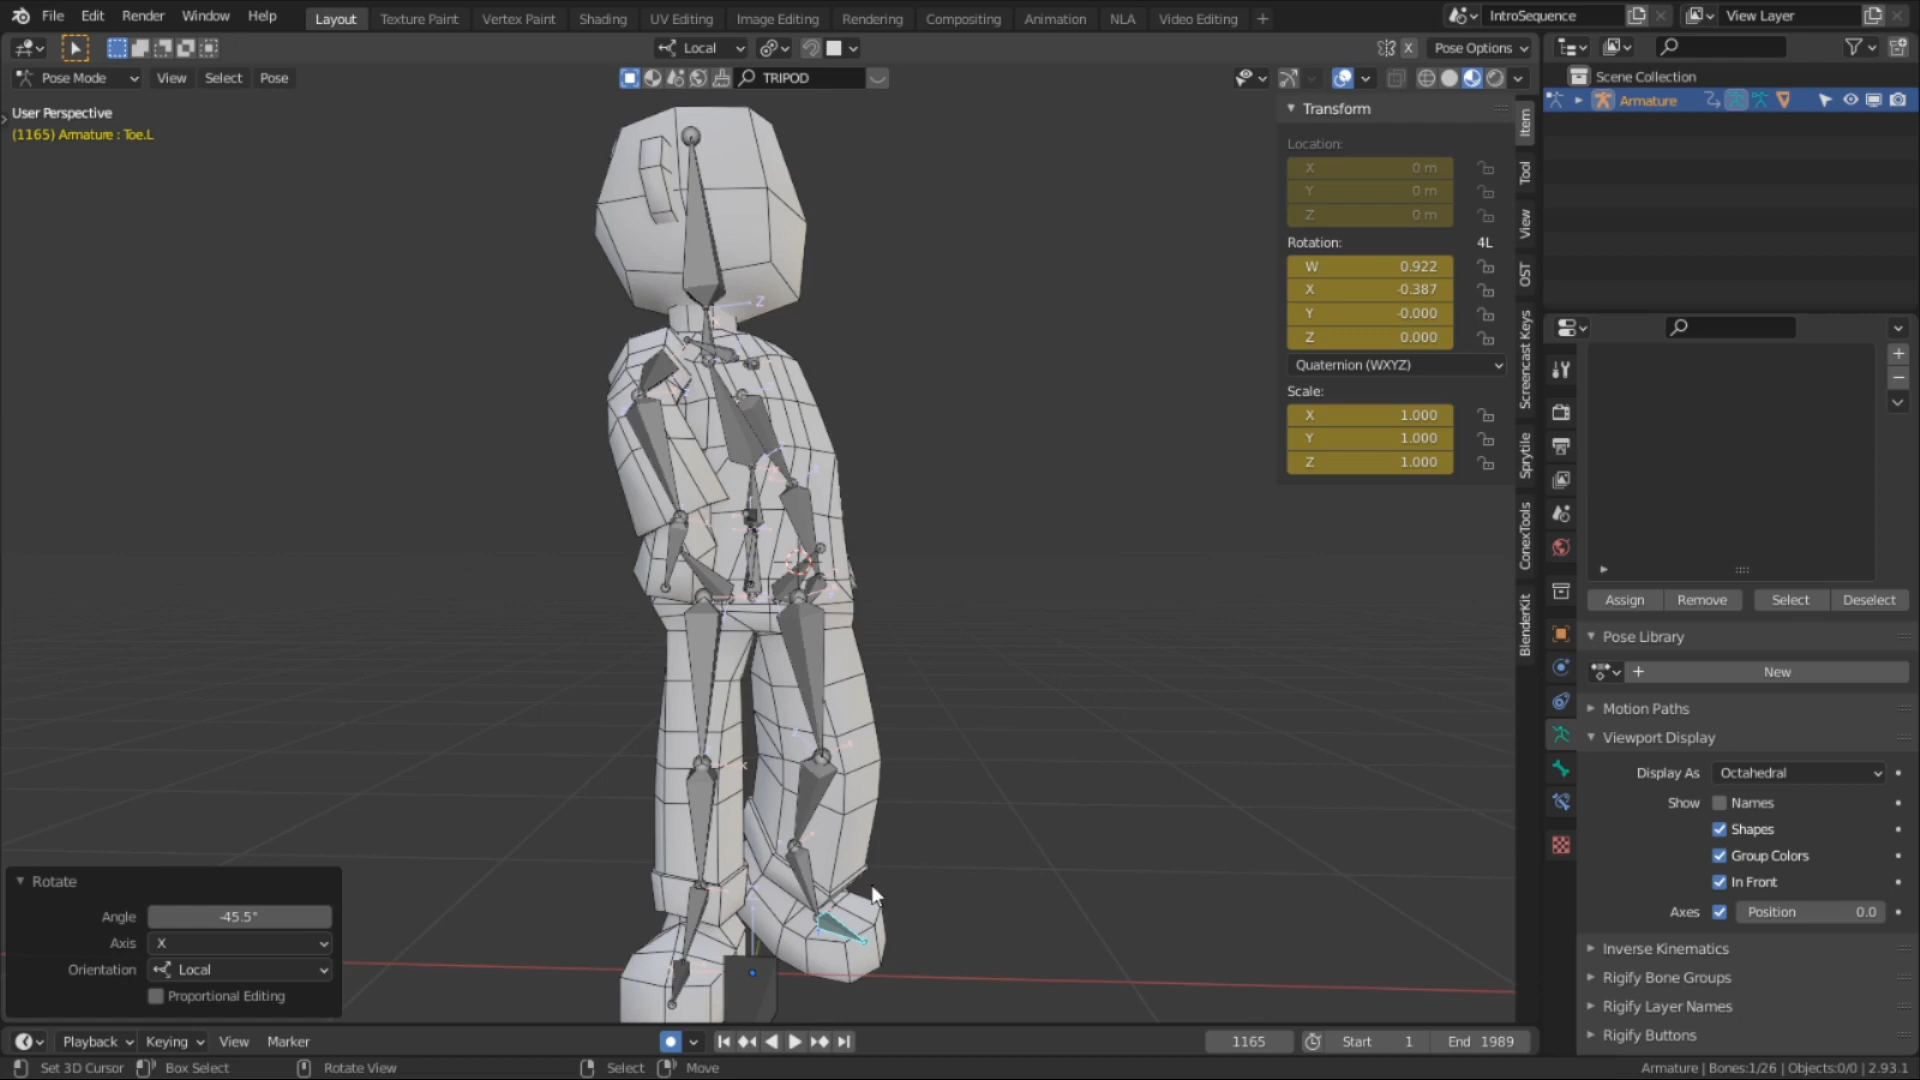 File Edit Render Window Help
Layout Texture Paint Vertex Paint Shading UV Editing Image Editing Rendering Compositing Animation NLA Video Editing +
IntroSequence
View Layer
Local
X
Pose Options
Pose Mode View Select Pose
TRIPOD
User Perspective
(1165) Armature : Toe.L
Z
x
Transform
Location:
X 0 m
Y 0 m
Z 0 m
Rotation: 4L
W 0.922
X -0.387
Y -0.000
Z 0.000
Quaternion (WXYZ)
Scale:
X 1.000
Y 1.000
Z 1.000
Item
Tool
View
OST
Screencast Keys
Sprytile
ConexTools
BlenderKit
Scene Collection
Armature
Assign Remove Select Deselect
Pose Library
+ New
Motion Paths
Viewport Display
Display As Octahedral
Show Names
Shapes
Group Colors
In Front
Axes Position 0.0
Inverse Kinematics
Rigify Bone Groups
Rigify Layer Names
Rigify Buttons
Rotate
Angle -45.5°
Axis X
Orientation Local
Proportional Editing
Playback Keying View Marker
1165 Start 1 End 1989
Set 3D Cursor Box Select Rotate View Select Move
Armature | Bones:1/26 | Objects:0/0 | 2.93.1